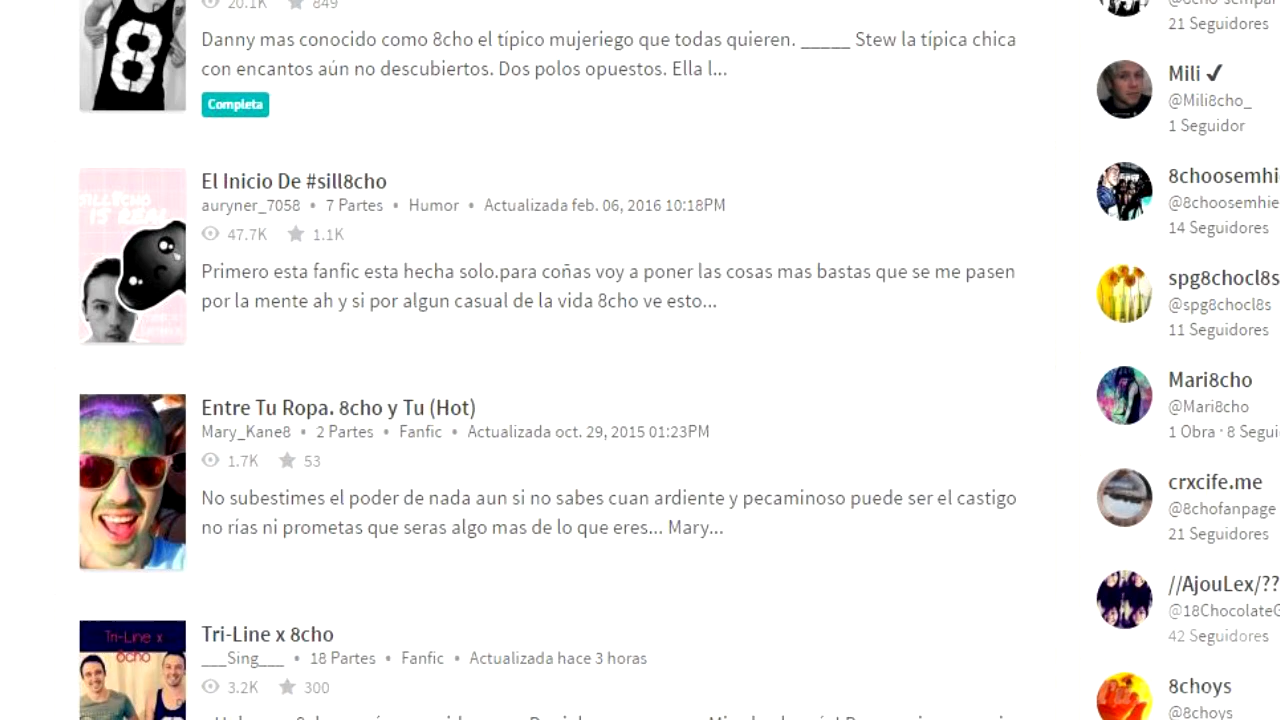 20.1K 849
Danny mas conocido como 8cho el típico mujeriego que todas quieren. _____ Stew la típica chica
con encantos aún no descubiertos. Dos polos opuestos. Ella l...
Completa
SILL8CHO
IS REAL
El Inicio De #sill8cho
auryner_7058 • 7 Partes • Humor • Actualizada feb. 06, 2016 10:18PM
47.7K 1.1K
Primero esta fanfic esta hecha solo.para coñas voy a poner las cosas mas bastas que se me pasen
por la mente ah y si por algun casual de la vida 8cho ve esto...
Entre Tu Ropa. 8cho y Tu (Hot)
Mary_Kane8 • 2 Partes • Fanfic • Actualizada oct. 29, 2015 01:23PM
1.7K 53
No subestimes el poder de nada aun si no sabes cuan ardiente y pecaminoso puede ser el castigo
no rías ni prometas que seras algo mas de lo que eres... Mary...
Tri-Line x
8cho
Tri-Line x 8cho
___Sing___ • 18 Partes • Fanfic • Actualizada hace 3 horas
3.2K 300
21 Seguidores
Mili ✔
@Mili8cho_
1 Seguidor
8choosemhi
@8choosemhie
14 Seguidores
spg8chocl8s
@spg8chocl8s
11 Seguidores
Mari8cho
@Mari8cho
1 Obra · 8 Segui
crxcife.me
@8chofanpage
21 Seguidores
//AjouLex/??
@18ChocolateG
42 Seguidores
8choys
@8choys